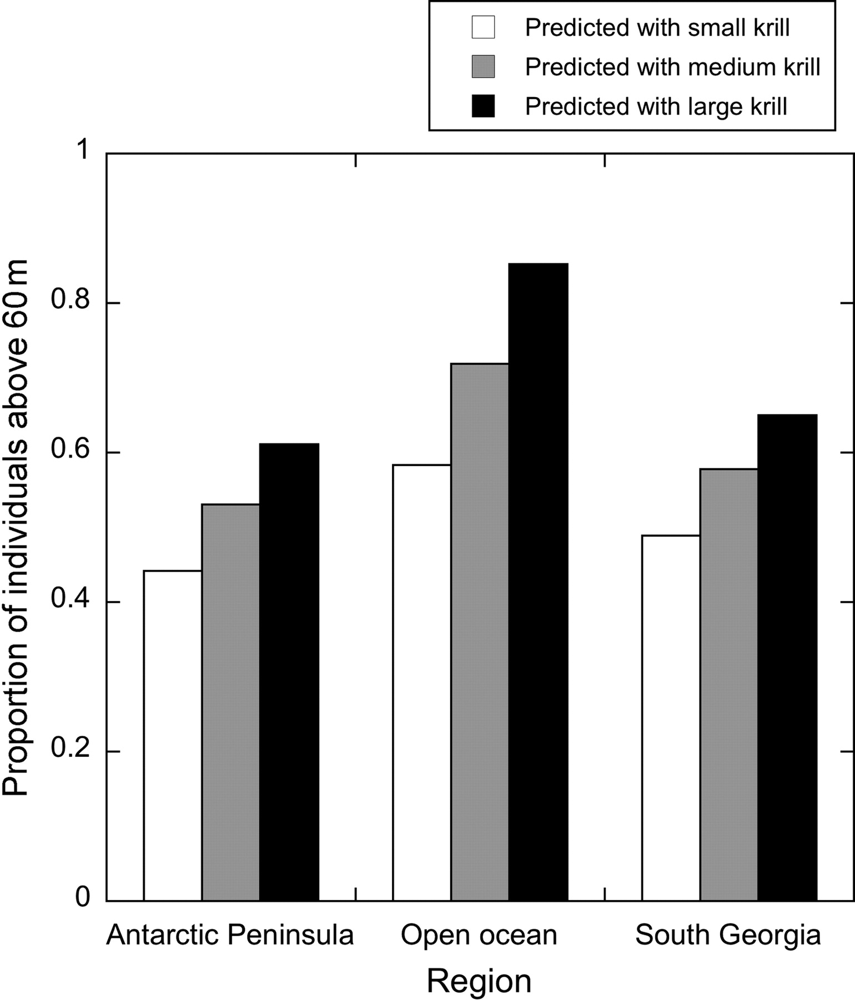 Predicted with small krill
Predicted with medium krill
Predicted with large krill
1
0.8
0.6
0.4
0.2
0
Proportion of individuals above 60 m
Antarctic Peninsula Open ocean South Georgia
Region